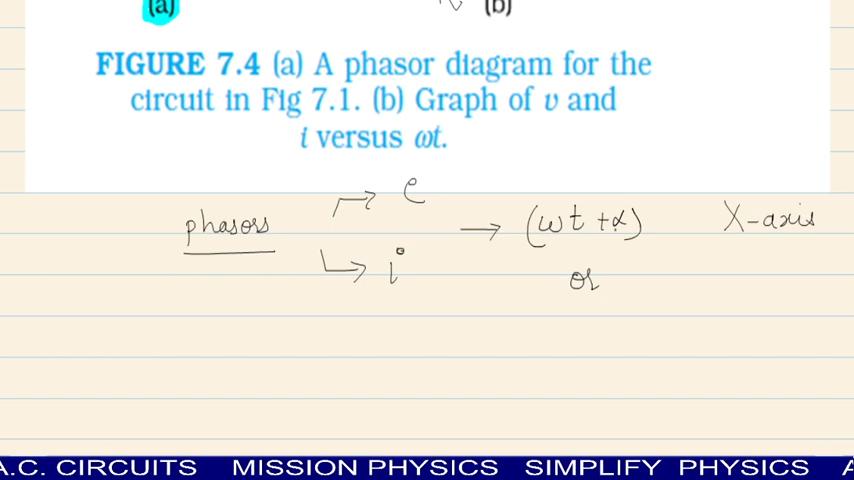 (a) (b)
FIGURE 7.4 (a) A phasor diagram for the
circuit in Fig 7.1. (b) Graph of v and
i versus ωt.
phasors → e → (ωt +α) X-axis
↳ i or
A.C. CIRCUITS MISSION PHYSICS SIMPLIFY PHYSICS A